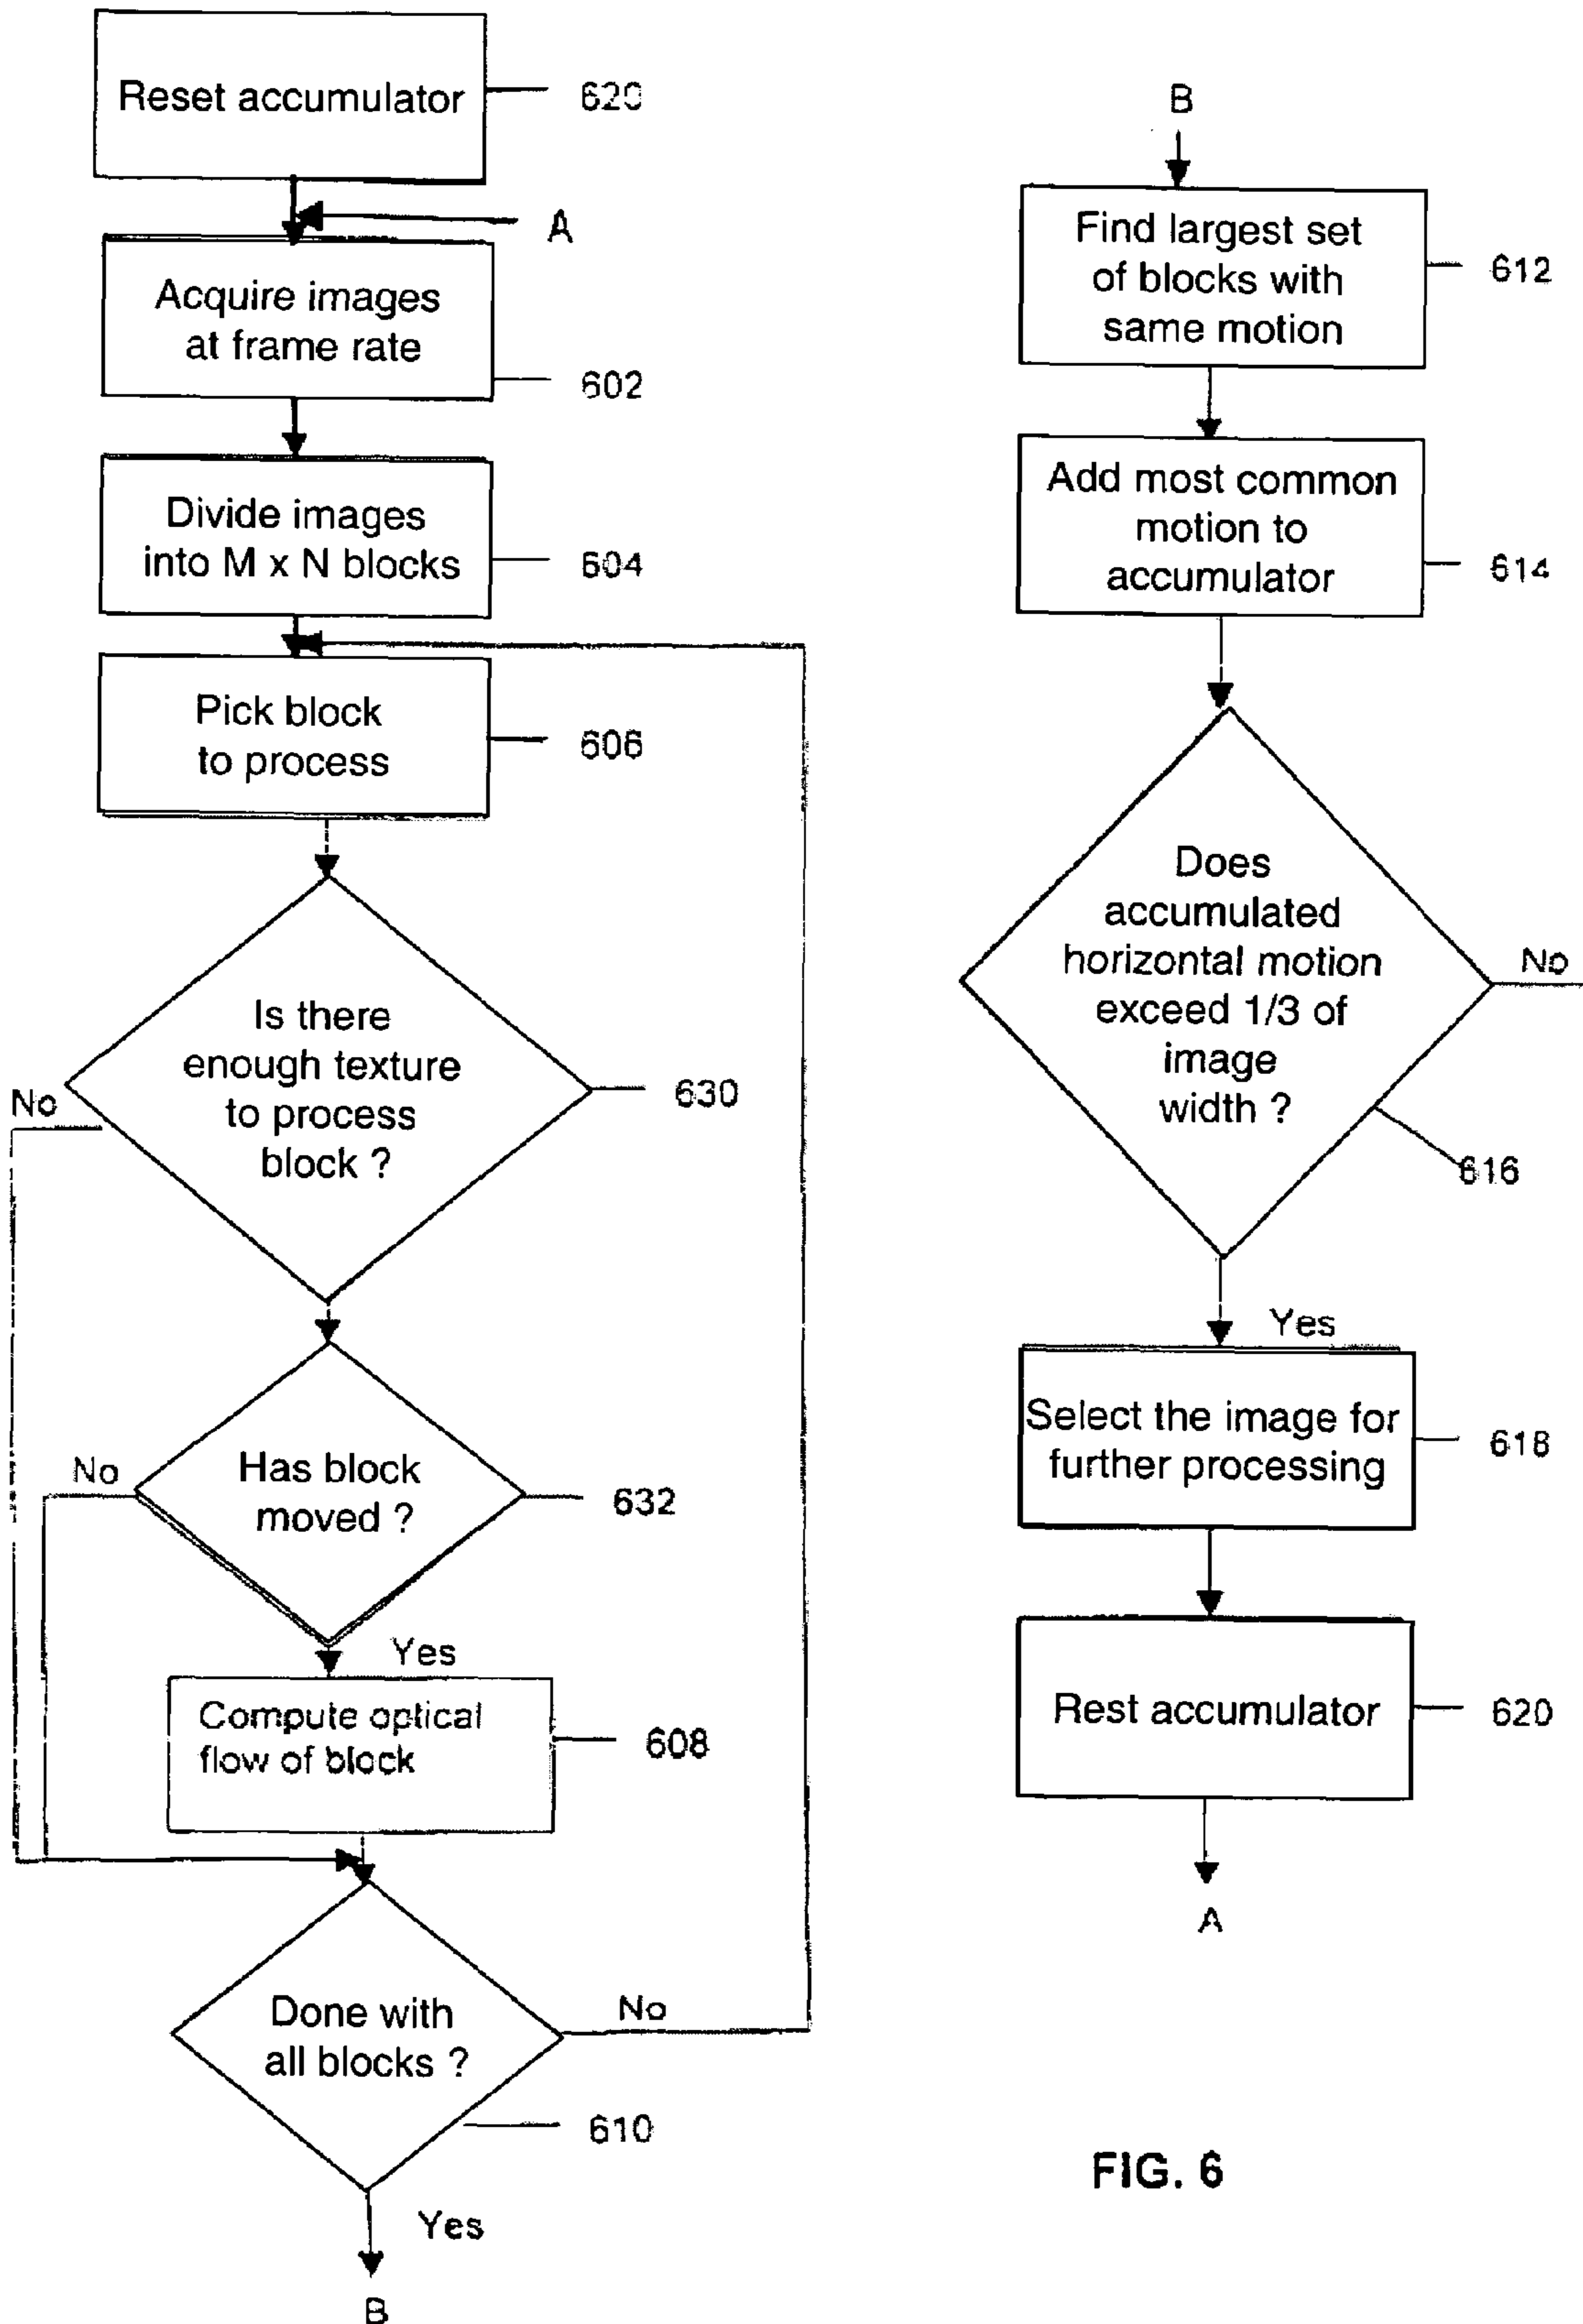 Reset accumulator
620
A
Acquire images
at frame rate
602
Divide images
into M x N blocks
604
Pick block
to process
606
Is there
enough texture
to process
block ?
630
No
Has block
moved ?
632
No
Yes
Compute optical
flow of block
608
Done with
all blocks ?
No
610
Yes
B
B
Find largest set
of blocks with
same motion
612
Add most common
motion to
accumulator
614
Does
accumulated
horizontal motion
exceed 1/3 of
image
width ?
No
616
Yes
Select the image for
further processing
618
Rest accumulator
620
A
FIG. 6